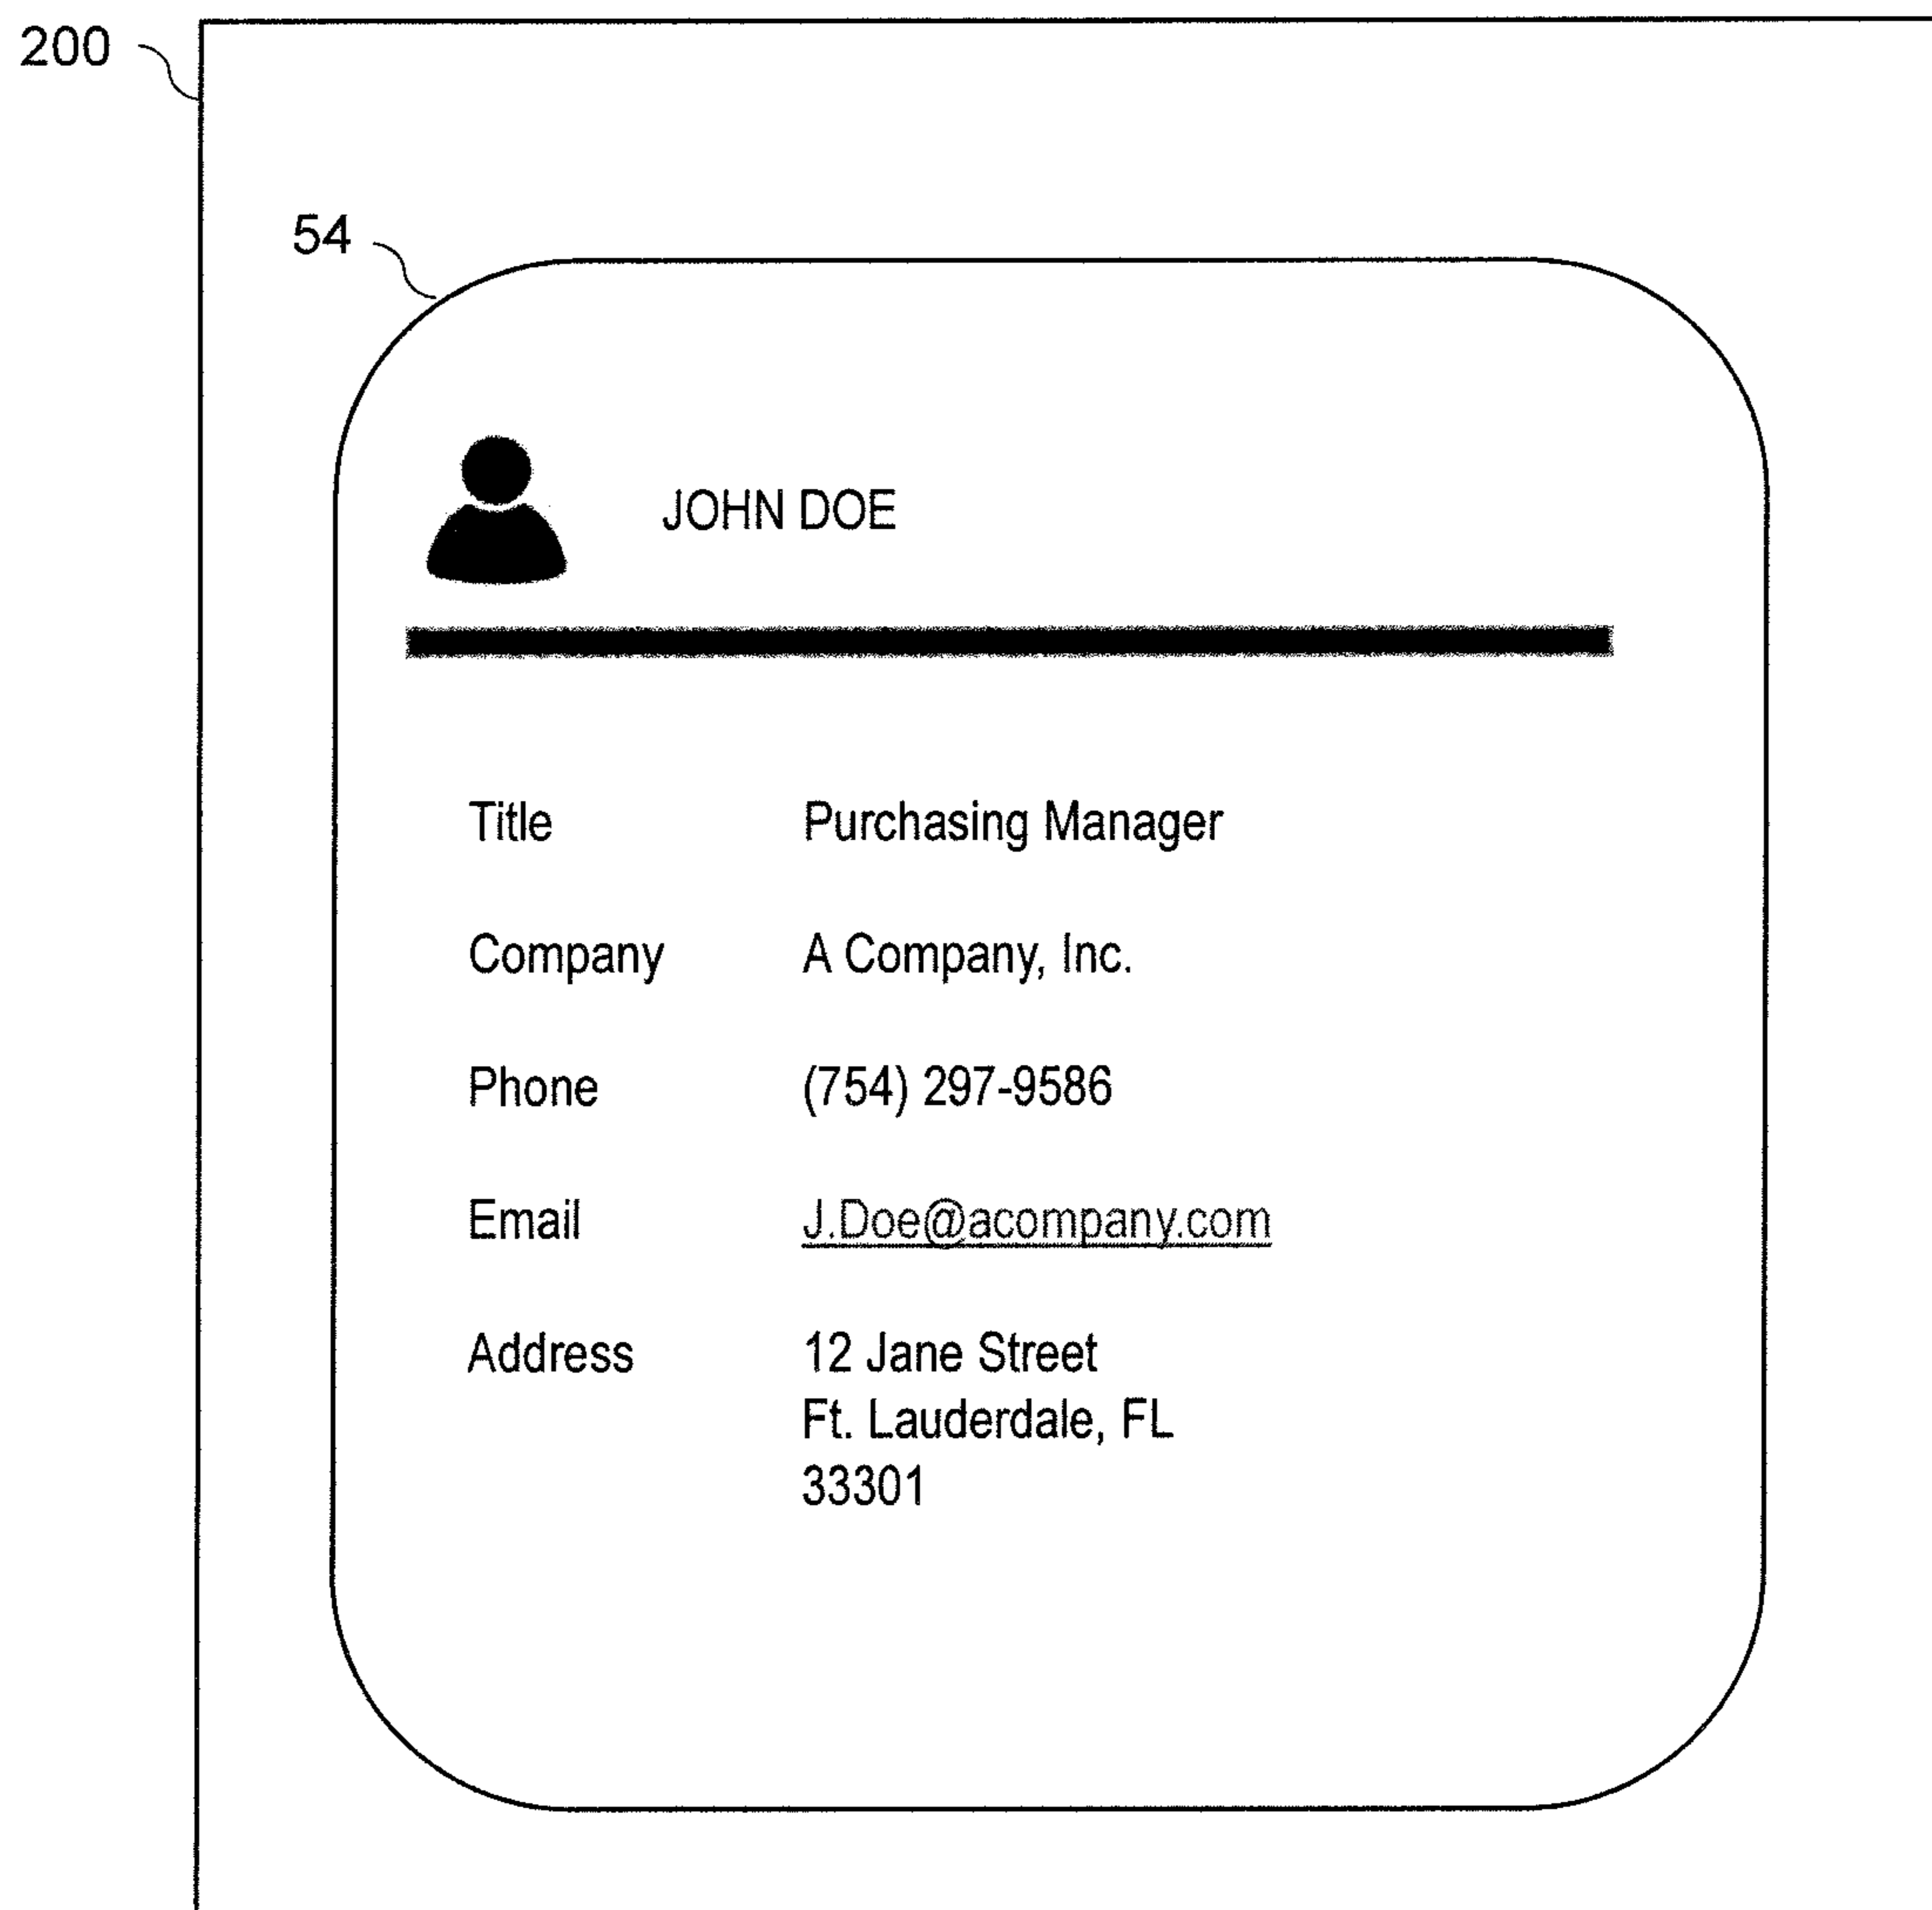 200
54
JOHN DOE
Title Purchasing Manager
Company A Company, Inc.
Phone (754) 297-9586
Email J.Doe@acompany.com
Address 12 Jane Street
Ft. Lauderdale, FL
33301